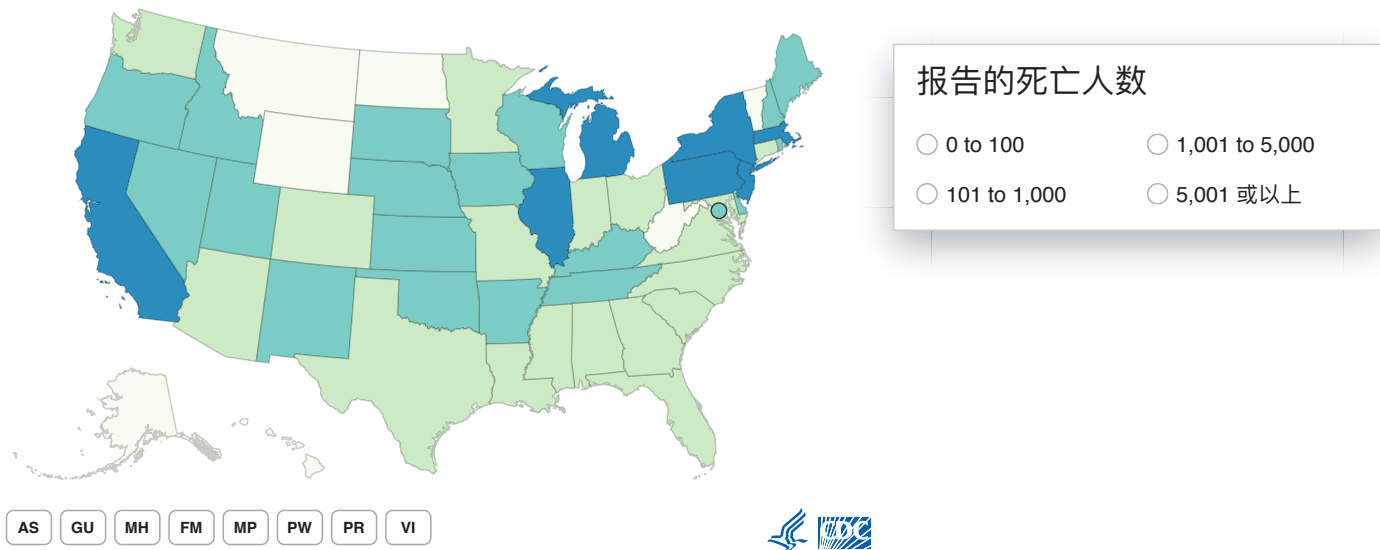 报告的死亡人数
0 to 100
1,001 to 5,000
101 to 1,000
5,001 或以上
AS GU MH FM MP PW PR VI
CDC